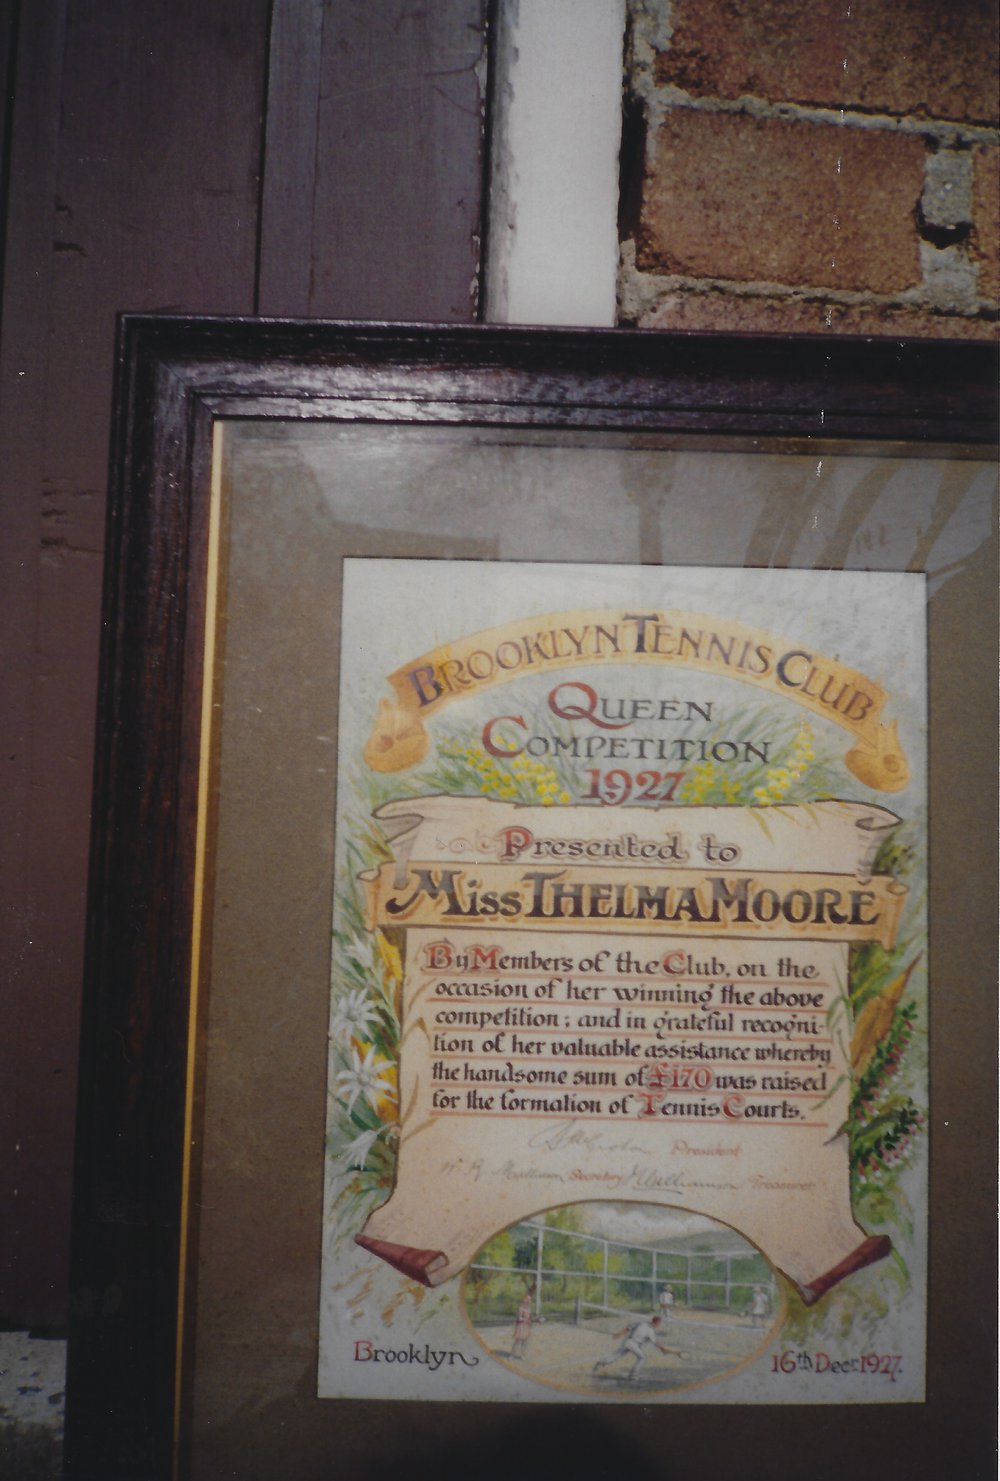 BROOKLYN TENNIS CLUB
QUEEN
COMPETITION
1927
Presented to
Miss THELMA MOORE
By Members of the Club, on the
occasion of her winning the above
competition; and in grateful recogni-
tion of her valuable assistance whereby
the handsome sum of £170 was raised
for the formation of Tennis Courts.
President
Secretary Treasurer
Brooklyn
16th Decr 1927.